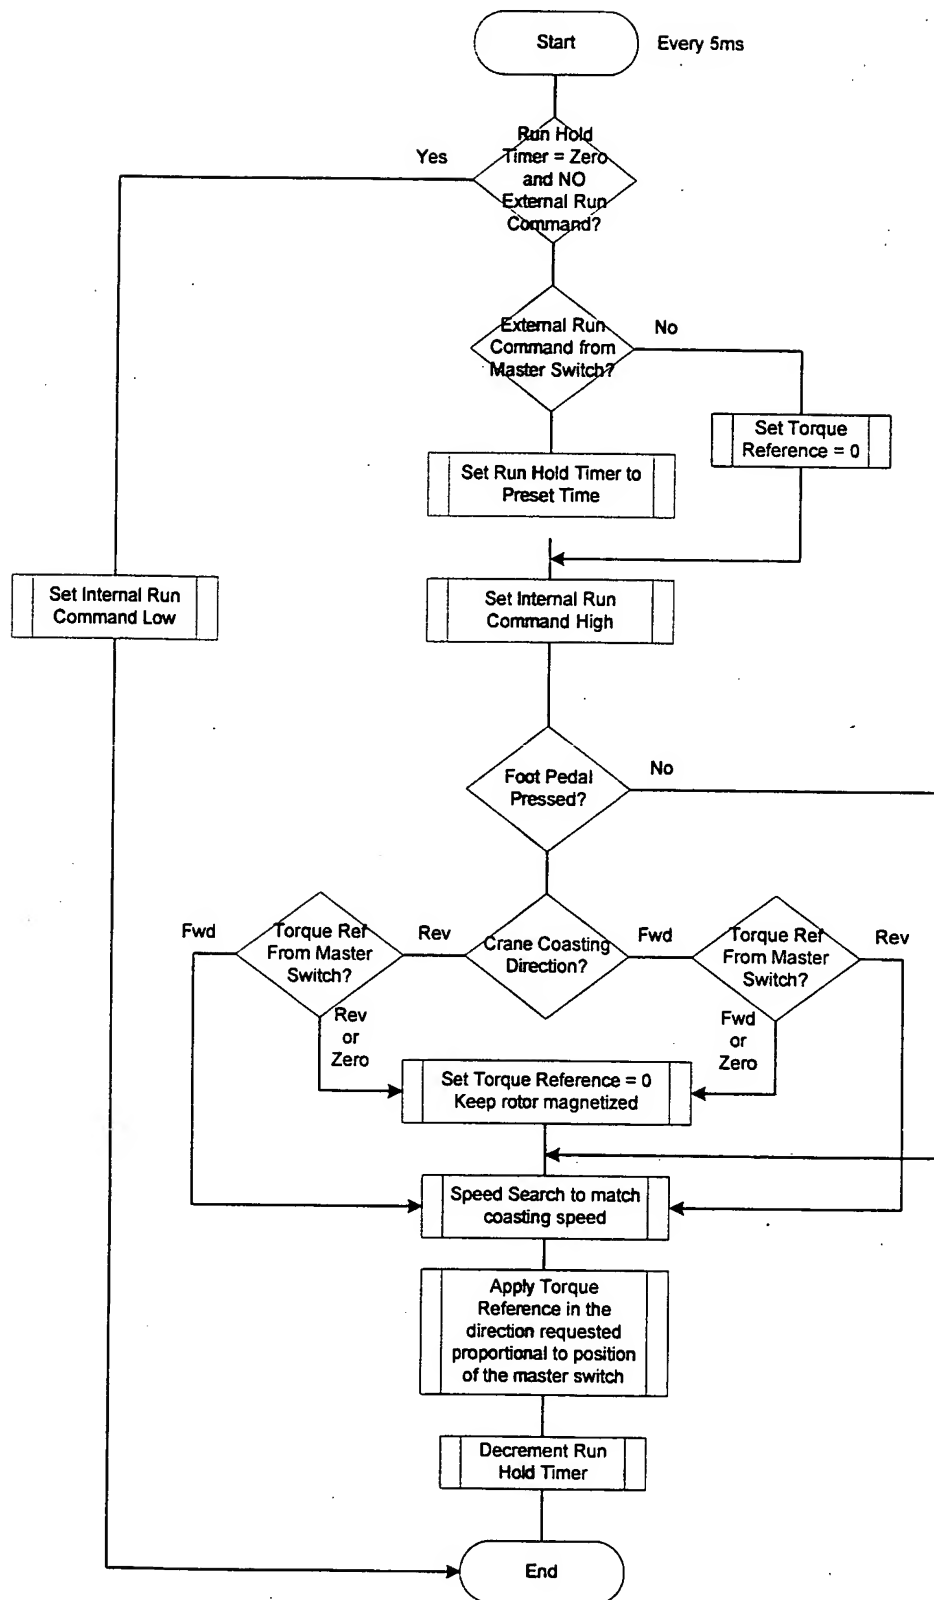 Start
Every 5ms
Run Hold
Timer = Zero
and NO
External Run
Command?
Yes
External Run
Command from
Master Switch?
No
Set Torque
Reference = 0
Set Run Hold Timer to
Preset Time
Set Internal Run
Command Low
Set Internal Run
Command High
Foot Pedal
Pressed?
No
Fwd
Torque Ref
From Master
Switch?
Rev
Crane Coasting
Direction?
Fwd
Torque Ref
From Master
Switch?
Rev
Rev
or
Zero
Fwd
or
Zero
Set Torque Reference = 0
Keep rotor magnetized
Speed Search to match
coasting speed
Apply Torque
Reference in the
direction requested
proportional to position
of the master switch
Decrement Run
Hold Timer
End